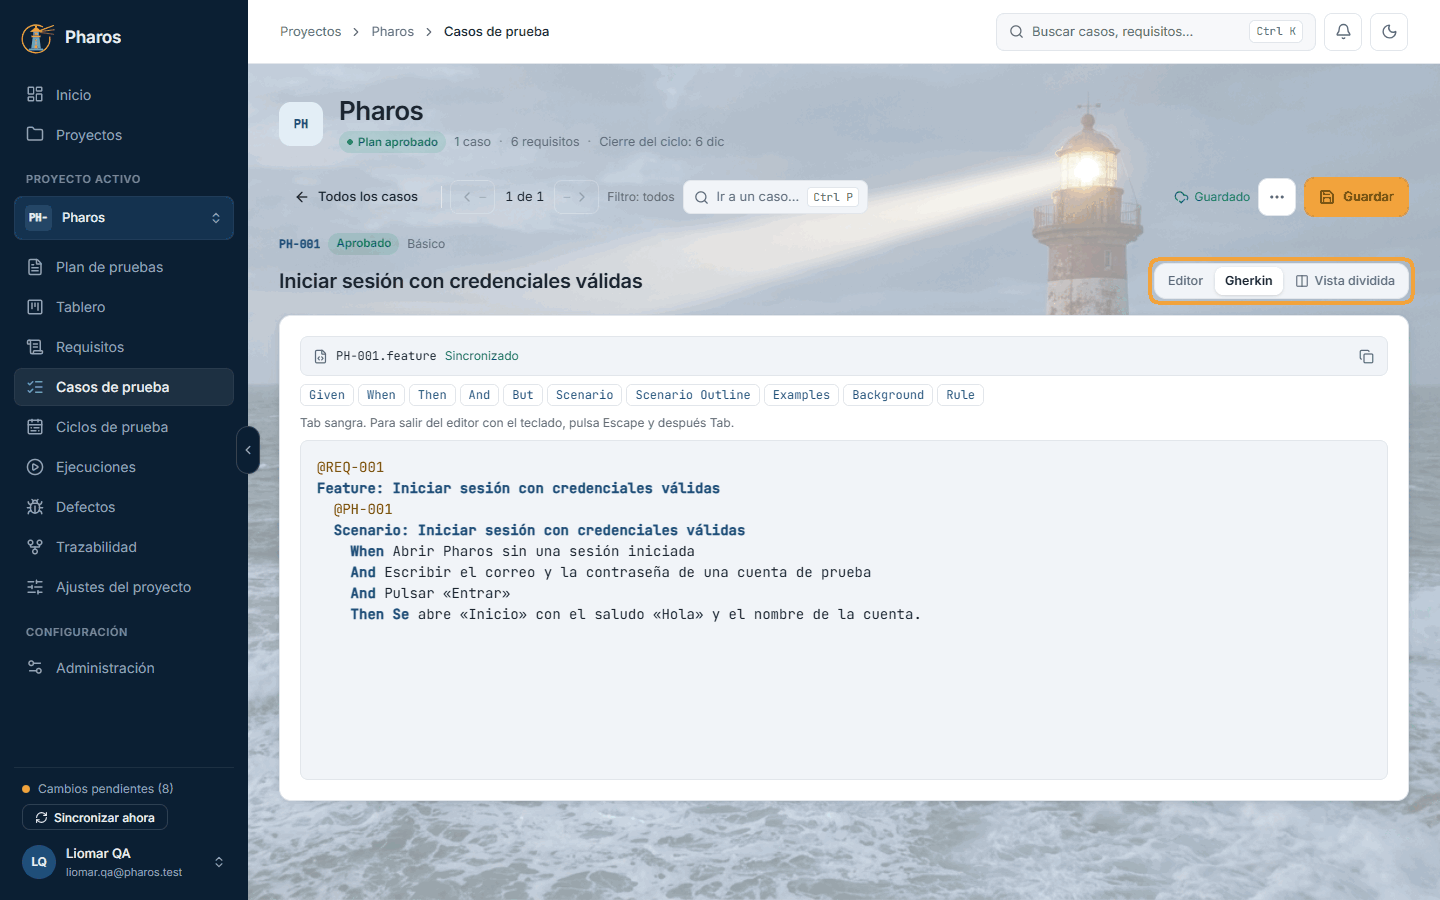 Pharos
Inicio
Proyectos
PROYECTO ACTIVO
PH- Pharos
Plan de pruebas
Tablero
Requisitos
Casos de prueba
Ciclos de prueba
Ejecuciones
Defectos
Trazabilidad
Ajustes del proyecto
CONFIGURACIÓN
Administración
Cambios pendientes (8)
Sincronizar ahora
LQ
Liomar QA
liomar.qa@pharos.test
Proyectos > Pharos > Casos de prueba
Buscar casos, requisitos... Ctrl K
PH
Pharos
Plan aprobado 1 caso · 6 requisitos · Cierre del ciclo: 6 dic
Todos los casos 1 de 1 Filtro: todos Ir a un caso... Ctrl P
Guardado Guardar
PH-001 Aprobado Básico
Iniciar sesión con credenciales válidas
Editor Gherkin Vista dividida
PH-001.feature Sincronizado
Given When Then And But Scenario Scenario Outline Examples Background Rule
Tab sangra. Para salir del editor con el teclado, pulsa Escape y después Tab.
@REQ-001
Feature: Iniciar sesión con credenciales válidas
@PH-001
Scenario: Iniciar sesión con credenciales válidas
When Abrir Pharos sin una sesión iniciada
And Escribir el correo y la contraseña de una cuenta de prueba
And Pulsar «Entrar»
Then Se abre «Inicio» con el saludo «Hola» y el nombre de la cuenta.